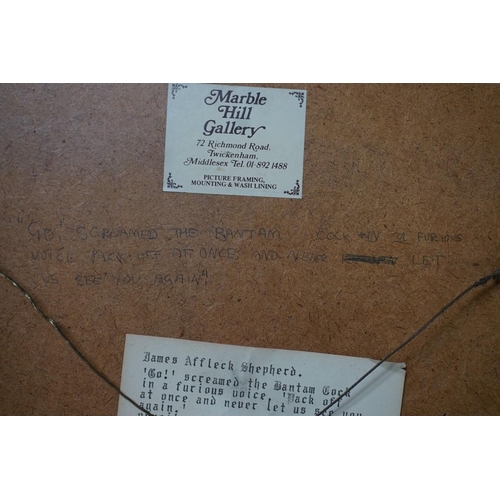 Marble
Hill
Gallery
72 Richmond Road.
Twickenham.
Middlesex Tel. 01-892 1488
PICTURE FRAMING,
MOUNTING & WASH LINING
"GO" SCREAMED THE BANTAM COCK IN A FURIOUS
VOICE PACK OFF AT ONCES AND NEVER LET
US SEE YOU AGAIN"
James Affleck Shepherd.
'Go!' screamed the Bantam Cock
in a furious voice, 'Pack off
at once and never let us see you
again.'